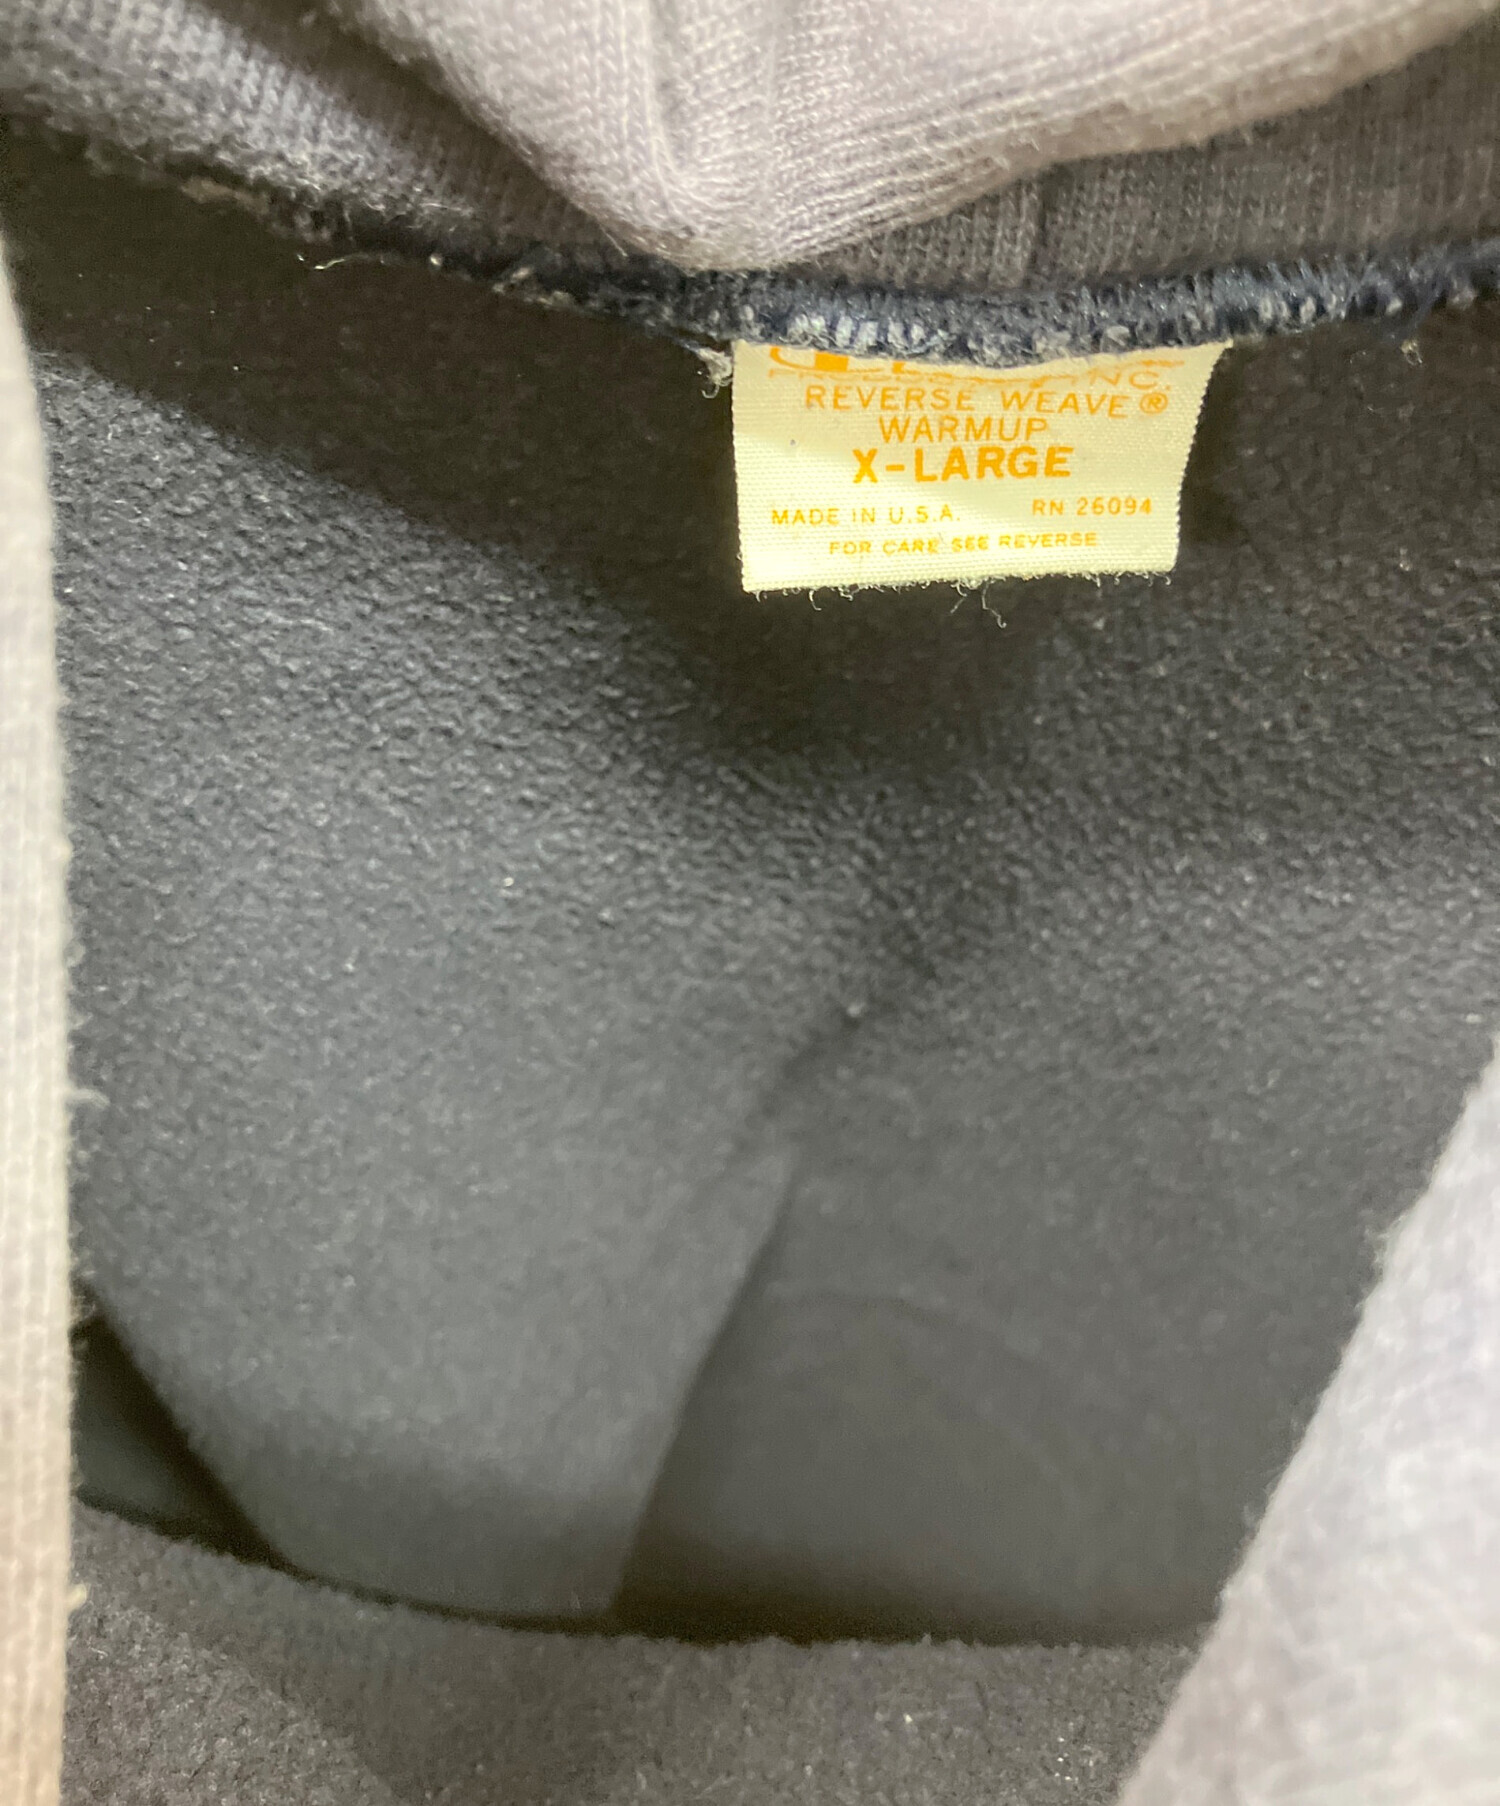 INC.
REVERSE WEAVE®
WARMUP
X-LARGE
MADE IN U.S.A. RN 26094
FOR CARE SEE REVERSE